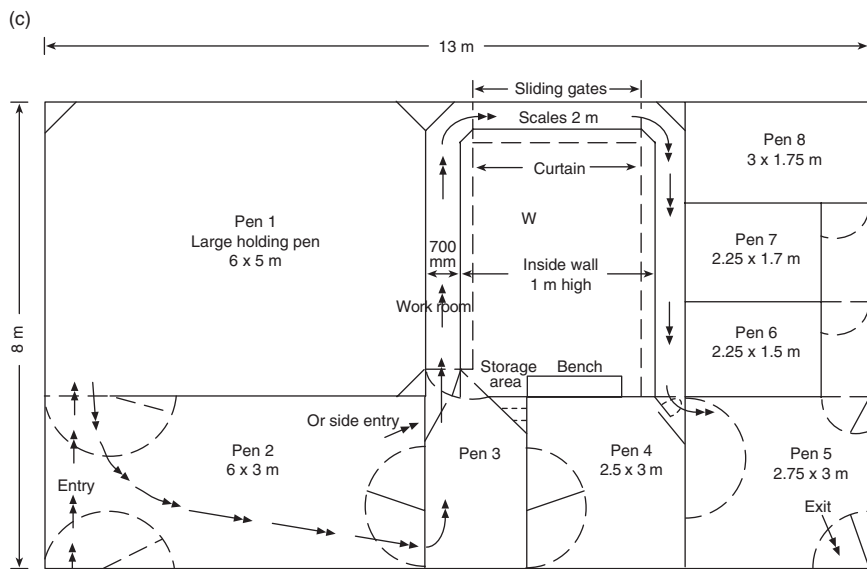 (c)
13 m
Sliding gates
Scales 2 m
Curtain
W
8 m
Pen 1
Large holding pen
6 x 5 m
700
mm
Inside wall
1 m high
Work room
Pen 8
3 x 1.75 m
Pen 7
2.25 x 1.7 m
Pen 6
2.25 x 1.5 m
Storage
area
Bench
Or side entry
Pen 2
6 x 3 m
Entry
Pen 3
Pen 4
2.5 x 3 m
Pen 5
2.75 x 3 m
Exit